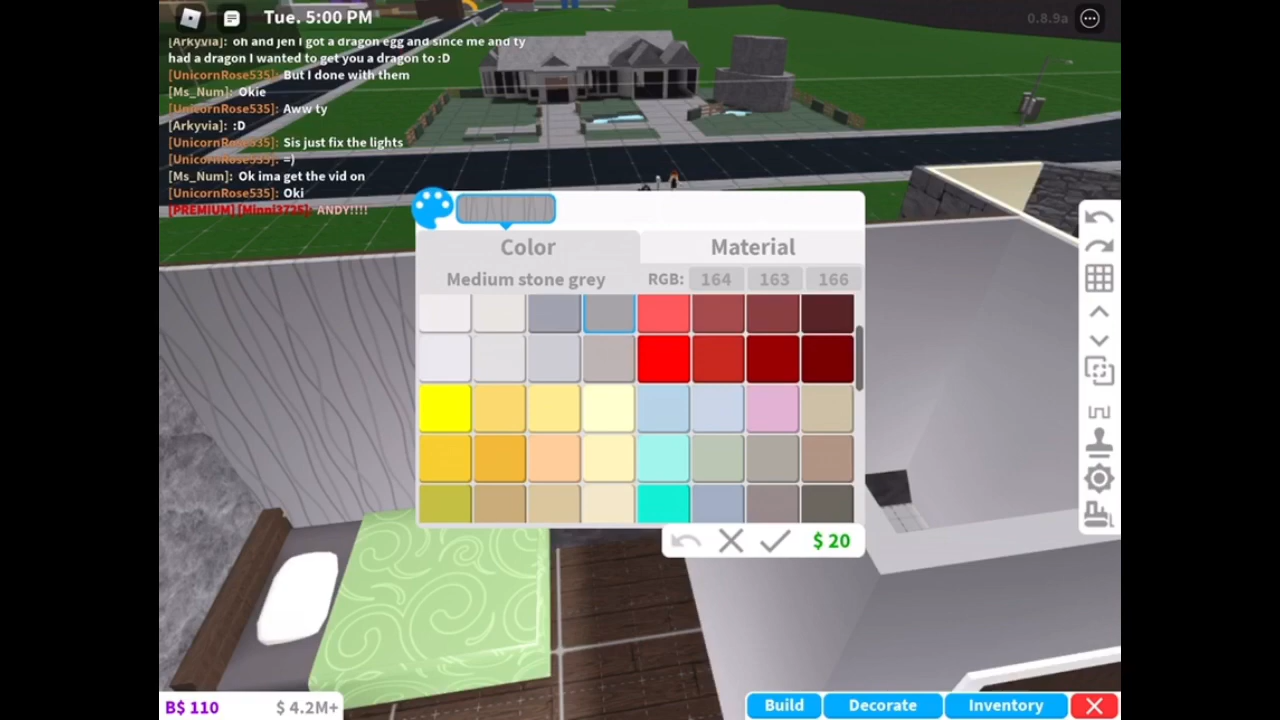 Tue. 5:00 PM
0.8.9a
[Arkyvia]: oh and jen I got a dragon egg and since me and ty
had a dragon I wanted to get you a dragon to :D
[UnicornRose535]: But I done with them
[Ms_Num]: Okie
[UnicornRose535]: Aww ty
[Arkyvia]: :D
[UnicornRose535]: Sis just fix the lights
[UnicornRose535]: =)
[Ms_Num]: Ok ima get the vid on
[UnicornRose535]: Oki
[PREMIUM] ANDY!!!!
Color
Material
Medium stone grey
RGB: 164 163 166
$ 20
B$ 110
$ 4.2M+
Build
Decorate
Inventory